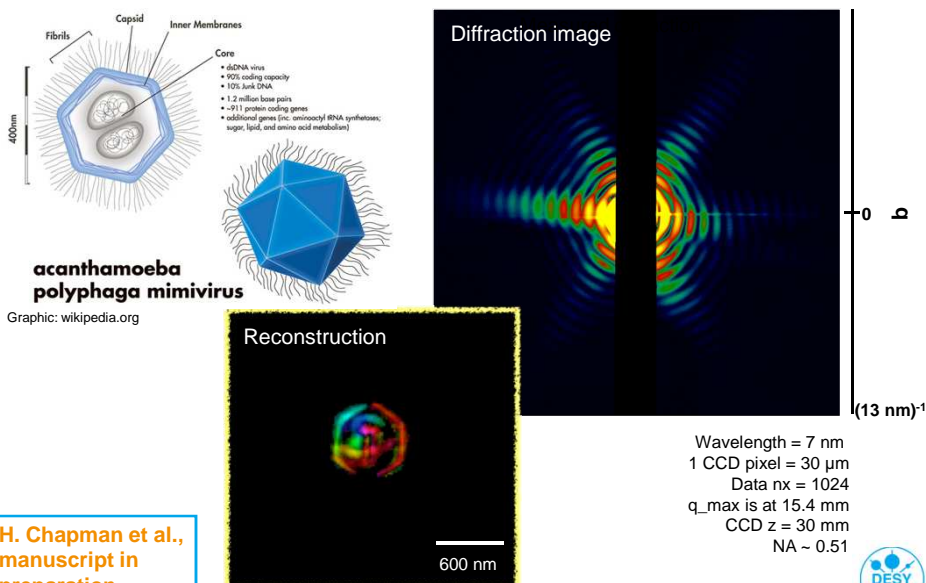 Capsid
Inner Membranes
Fibrils
Core
• dsDNA virus
• 90% coding capacity
• 10% Junk DNA
• 1.2 million base pairs
• ~911 protein coding genes
• additional genes (inc. aminoactyl tRNA synthetases;
sugar, lipid, and amino acid metabolism)
400nm
acanthamoeba
polyphaga mimivirus
Graphic: wikipedia.org
Diffraction image
0
q
(13 nm)-1
Reconstruction
600 nm
Wavelength = 7 nm
1 CCD pixel = 30 µm
Data nx = 1024
q_max is at 15.4 mm
CCD z = 30 mm
NA ~ 0.51
H. Chapman et al.,
manuscript in
preparation
DESY